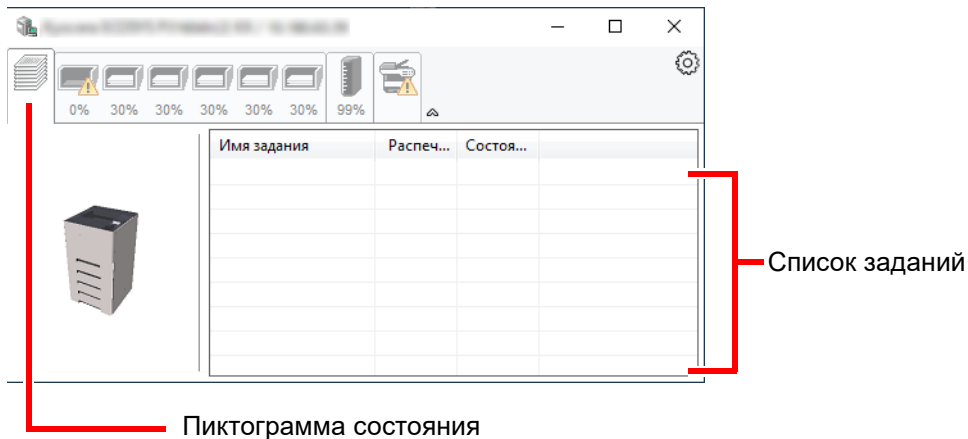 0% 30% 30% 30% 30% 30% 99%
Имя задания Распеч... Состоя...
Список заданий
Пиктограмма состояния